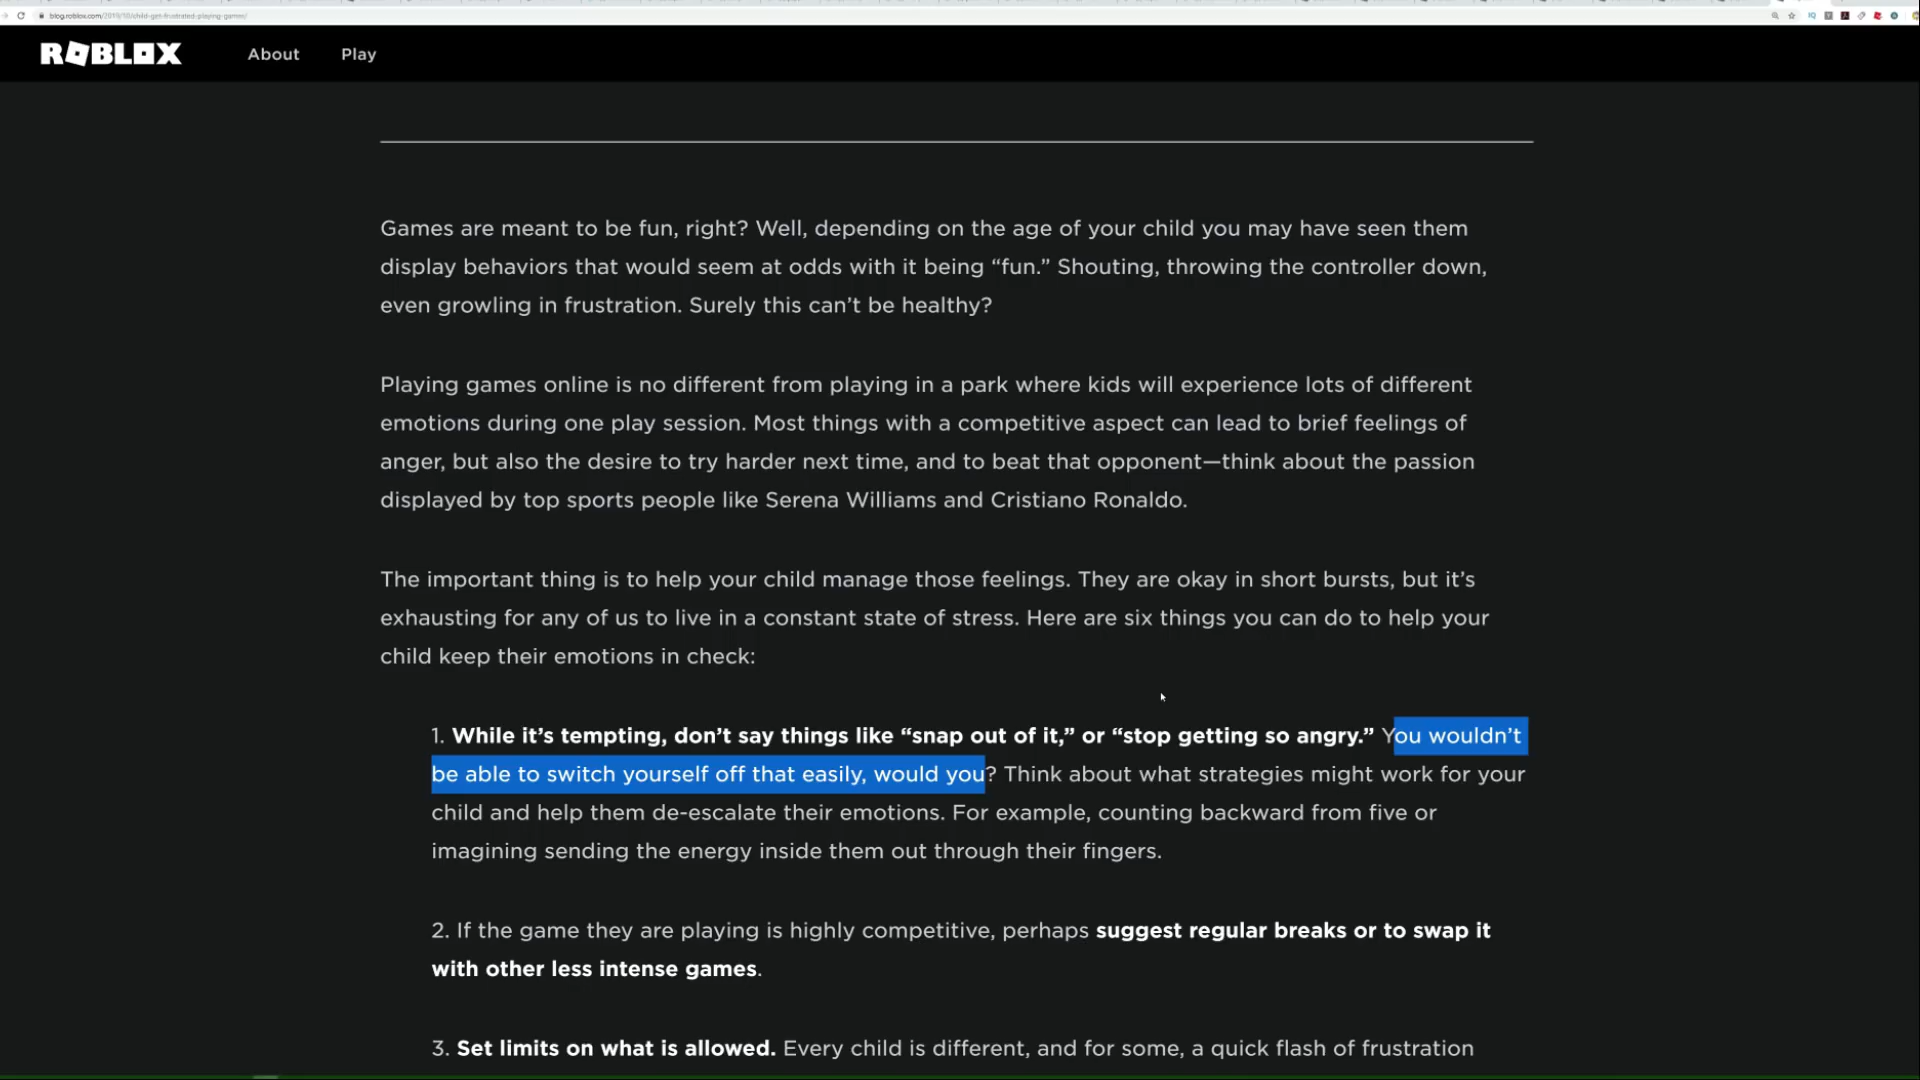 blog.roblox.com/2019/10/child-get-frustrated-playing-games/
ROBLOX About Play
Games are meant to be fun, right? Well, depending on the age of your child you may have seen them
display behaviors that would seem at odds with it being “fun.” Shouting, throwing the controller down,
even growling in frustration. Surely this can’t be healthy?
Playing games online is no different from playing in a park where kids will experience lots of different
emotions during one play session. Most things with a competitive aspect can lead to brief feelings of
anger, but also the desire to try harder next time, and to beat that opponent—think about the passion
displayed by top sports people like Serena Williams and Cristiano Ronaldo.
The important thing is to help your child manage those feelings. They are okay in short bursts, but it’s
exhausting for any of us to live in a constant state of stress. Here are six things you can do to help your
child keep their emotions in check:
1. While it’s tempting, don’t say things like “snap out of it,” or “stop getting so angry.” You wouldn’t
be able to switch yourself off that easily, would you? Think about what strategies might work for your
child and help them de-escalate their emotions. For example, counting backward from five or
imagining sending the energy inside them out through their fingers.
2. If the game they are playing is highly competitive, perhaps suggest regular breaks or to swap it
with other less intense games.
3. Set limits on what is allowed. Every child is different, and for some, a quick flash of frustration